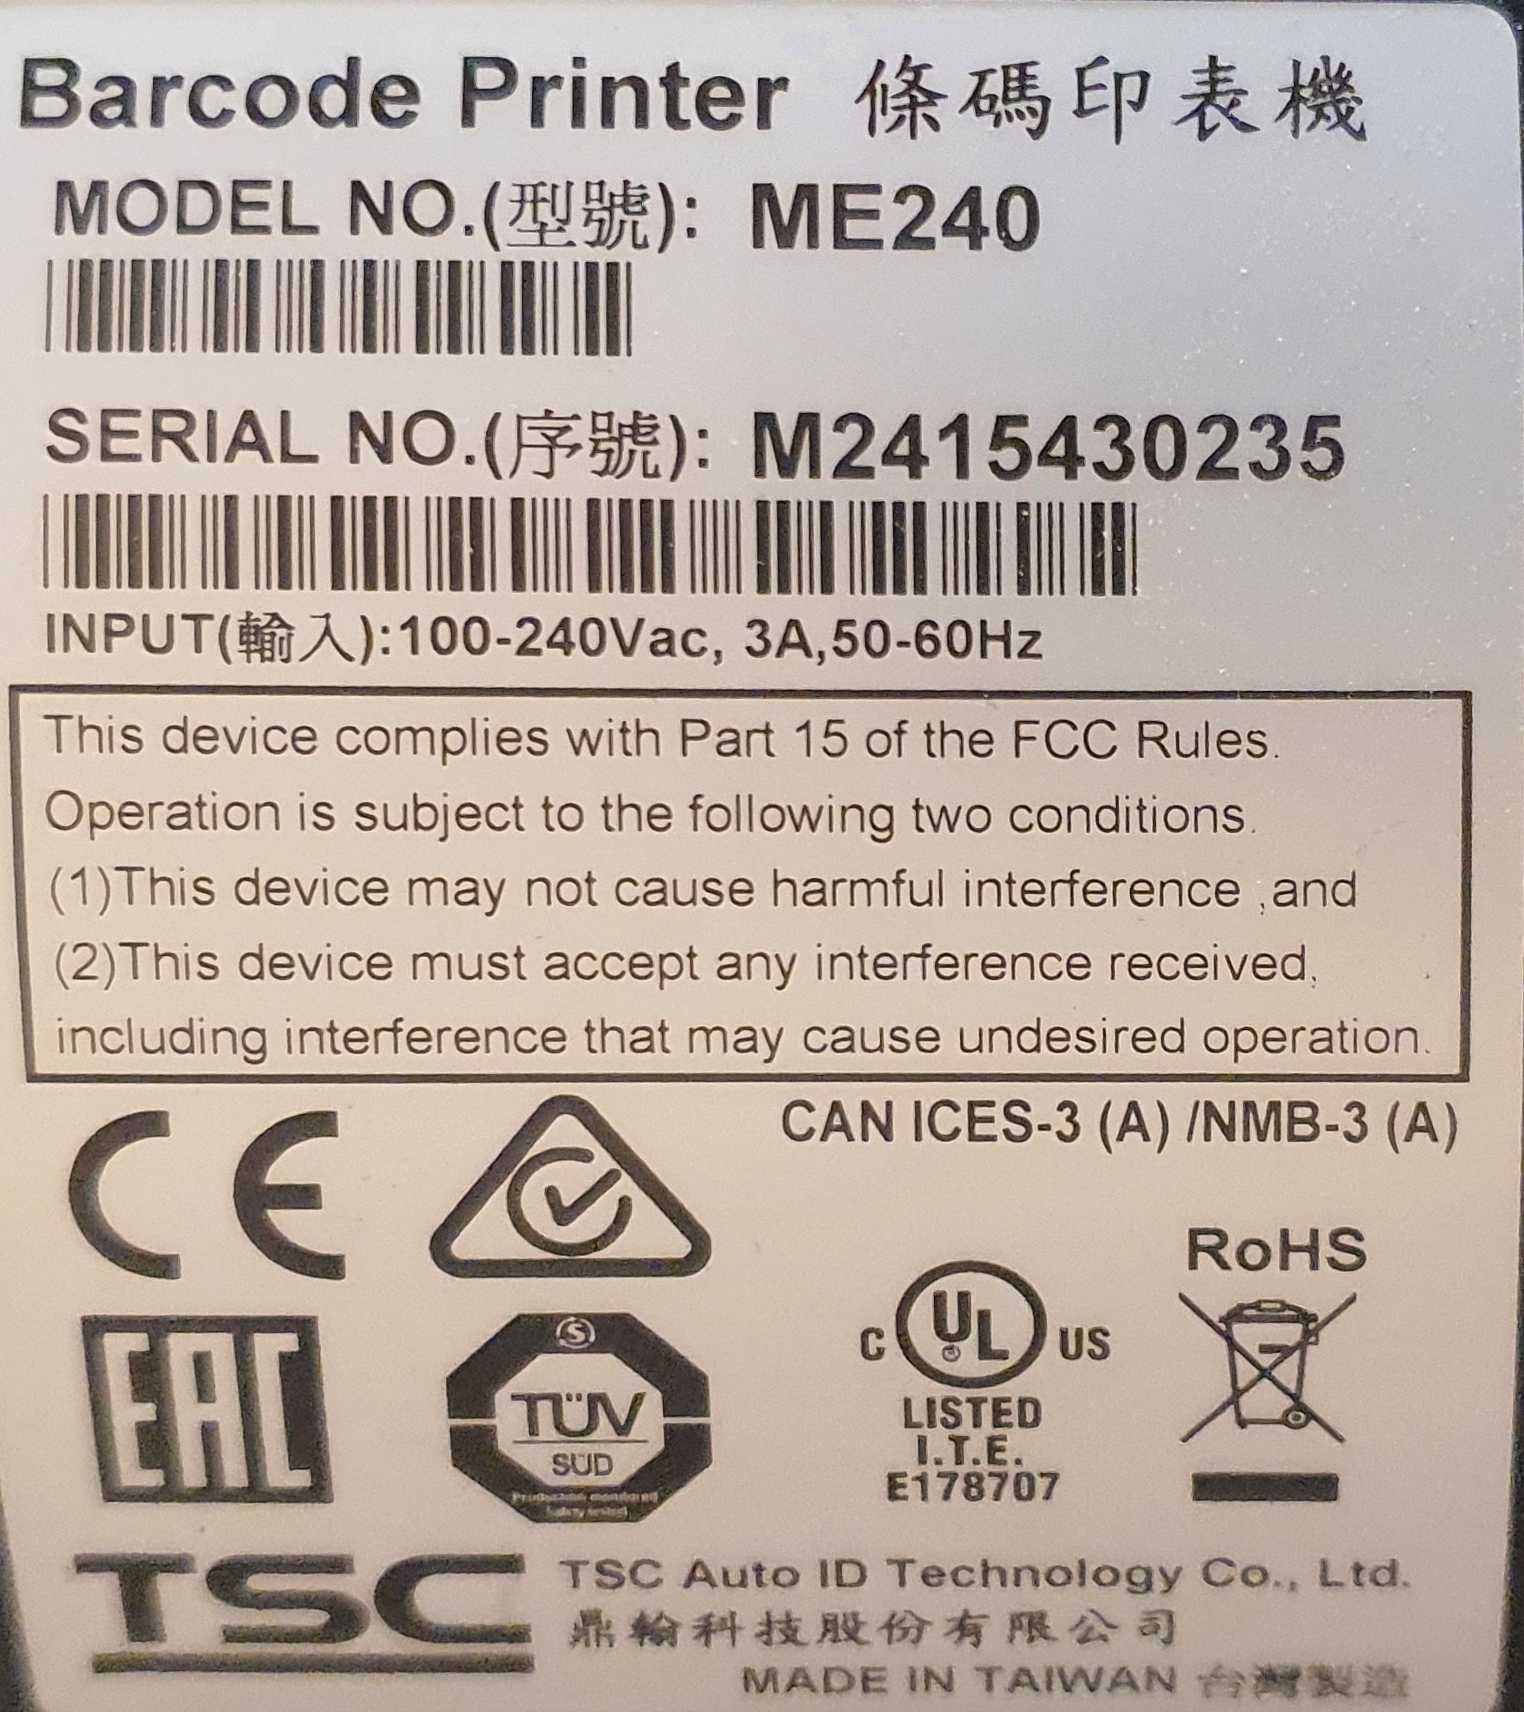 Barcode Printer 條碼印表機
MODEL NO.(型號): ME240
SERIAL NO.(序號): M2415430235
INPUT(輸入):100-240Vac, 3A,50-60Hz
This device complies with Part 15 of the FCC Rules.
Operation is subject to the following two conditions.
(1)This device may not cause harmful interference ,and
(2)This device must accept any interference received,
including interference that may cause undesired operation.
CE
CAN ICES-3 (A) /NMB-3 (A)
RoHS
EAC
S
TÜV
SÜD
Production monitored
Safety tested
C UL US
LISTED
I.T.E.
E178707
TSC TSC Auto ID Technology Co., Ltd.
鼎翰科技股份有限公司
MADE IN TAIWAN 台灣製造